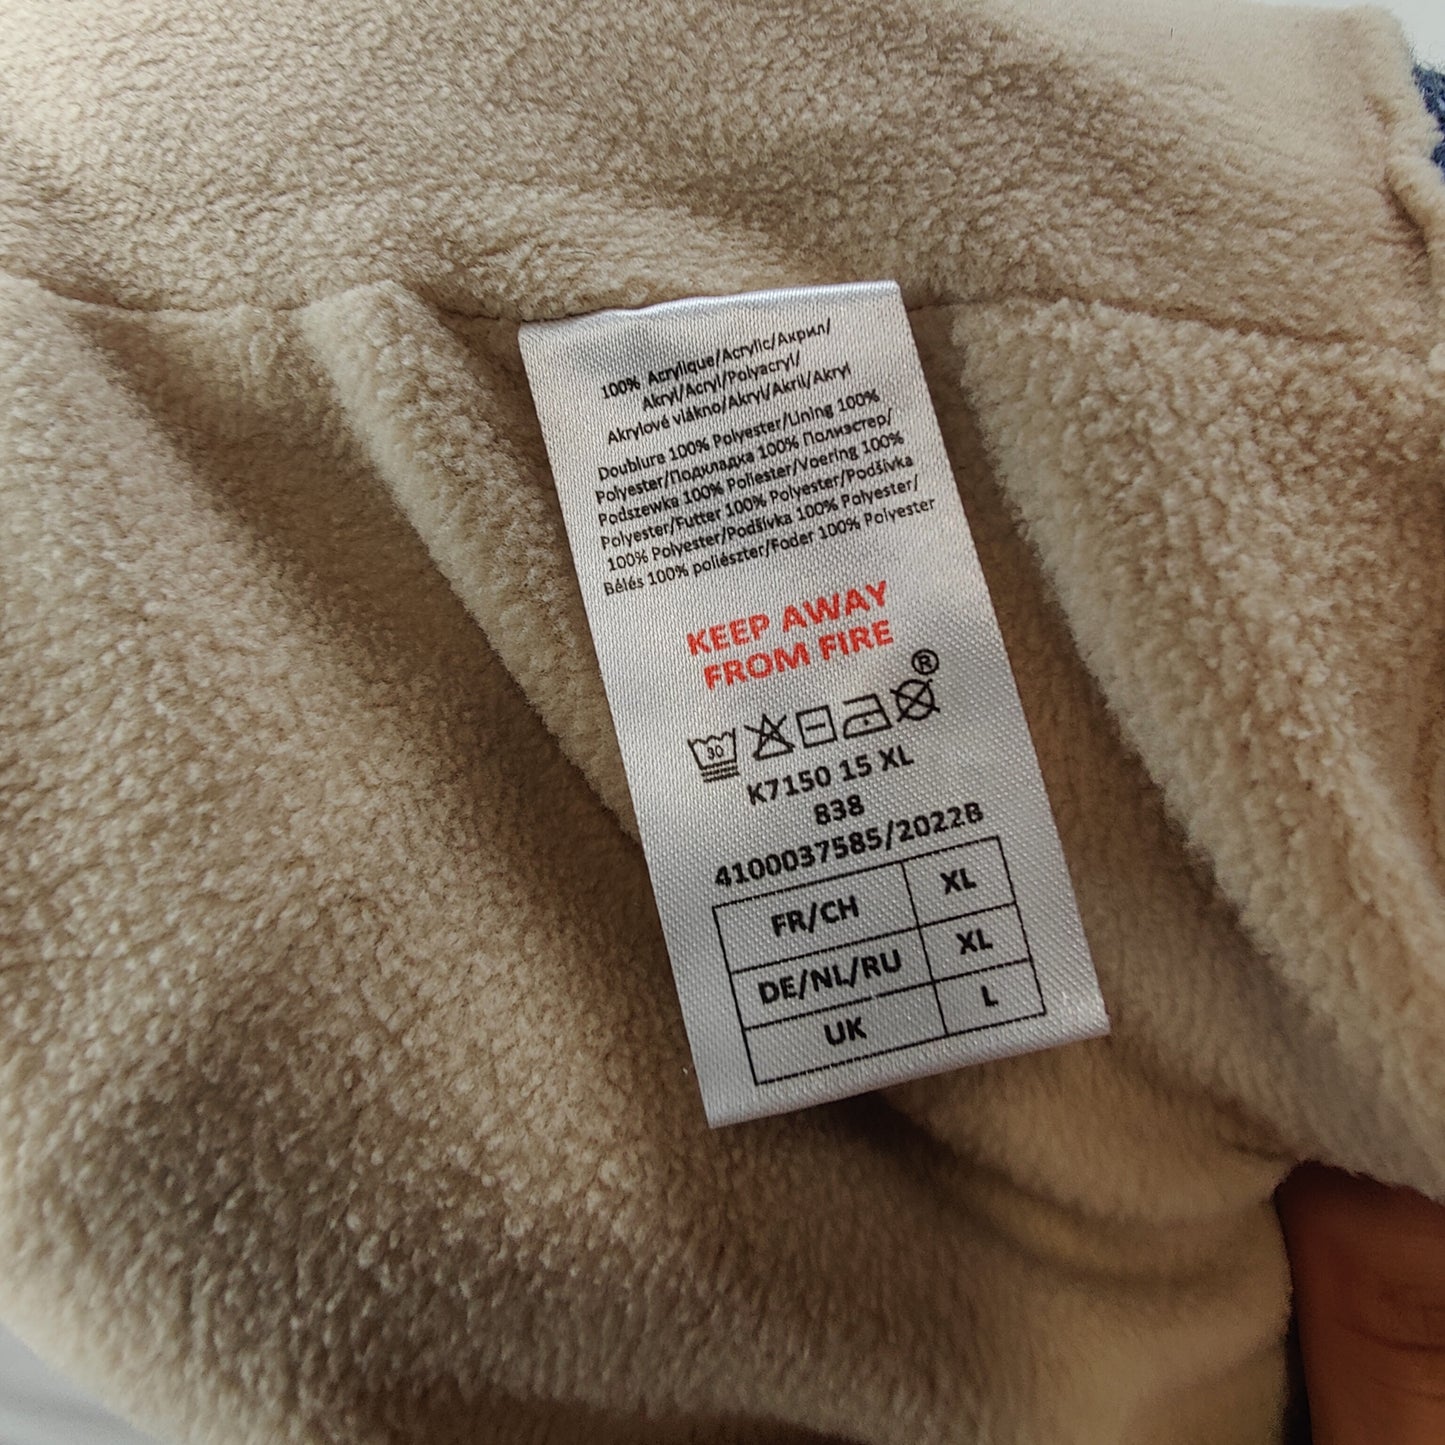 100% Acrylique/Acrylic/Акрил/
Akryl/Acryl/Polyacryl/
Akrylové vlákno/Akryl/Akril/Akryl
Doublure 100% Polyester/Lining 100%
Polyester/Подкладка 100% Полиэстер/
Podszewka 100% Poliester/Voering 100%
Polyester/Futter 100% Polyester/Podšívka
100% Polyester/Podšívka 100% Polyester/
Bélés 100% poliészter/Foder 100% Polyester
KEEP AWAY
FROM FIRE
®
30
K7150 15 XL
838
4100037585/2022B
FR/CH XL
DE/NL/RU XL
UK L